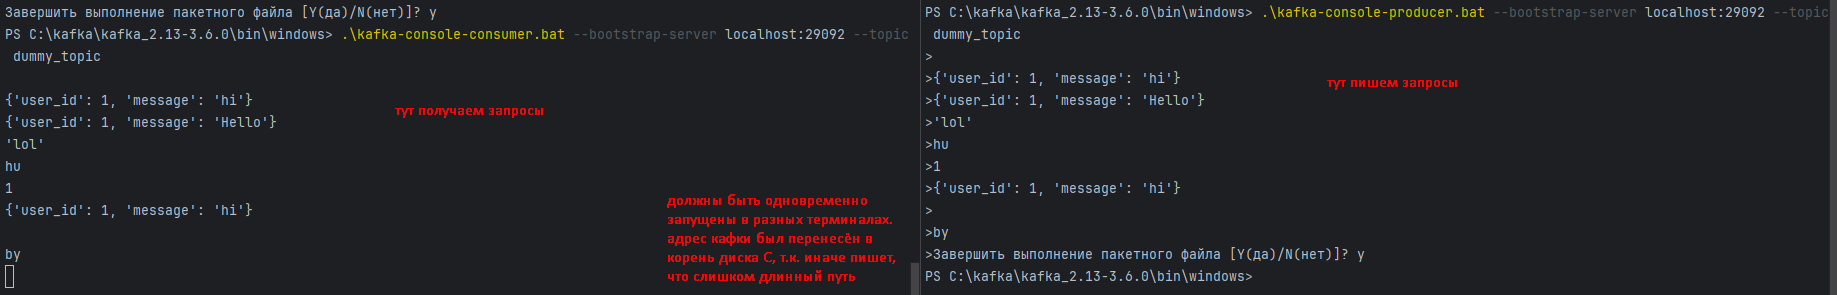 Завершить выполнение пакетного файла [Y(да)/N(нет)]? y
PS C:\kafka\kafka_2.13-3.6.0\bin\windows> .\kafka-console-consumer.bat --bootstrap-server localhost:29092 --topic
dummy_topic
{'user_id': 1, 'message': 'hi'}
{'user_id': 1, 'message': 'Hello'}
'lol'
hu
1
{'user_id': 1, 'message': 'hi'}
by
тут получаем запросы
должны быть одновременно
запущены в разных терминалах.
адрес кафки был перенесён в
корень диска С, т.к. иначе пишет,
что слишком длинный путь
PS C:\kafka\kafka_2.13-3.6.0\bin\windows> .\kafka-console-producer.bat --bootstrap-server localhost:29092 --topic
dummy_topic
>
>{'user_id': 1, 'message': 'hi'}
>{'user_id': 1, 'message': 'Hello'}
>'lol'
>hu
>1
>{'user_id': 1, 'message': 'hi'}
>
>by
>Завершить выполнение пакетного файла [Y(да)/N(нет)]? y
PS C:\kafka\kafka_2.13-3.6.0\bin\windows>
тут пишем запросы